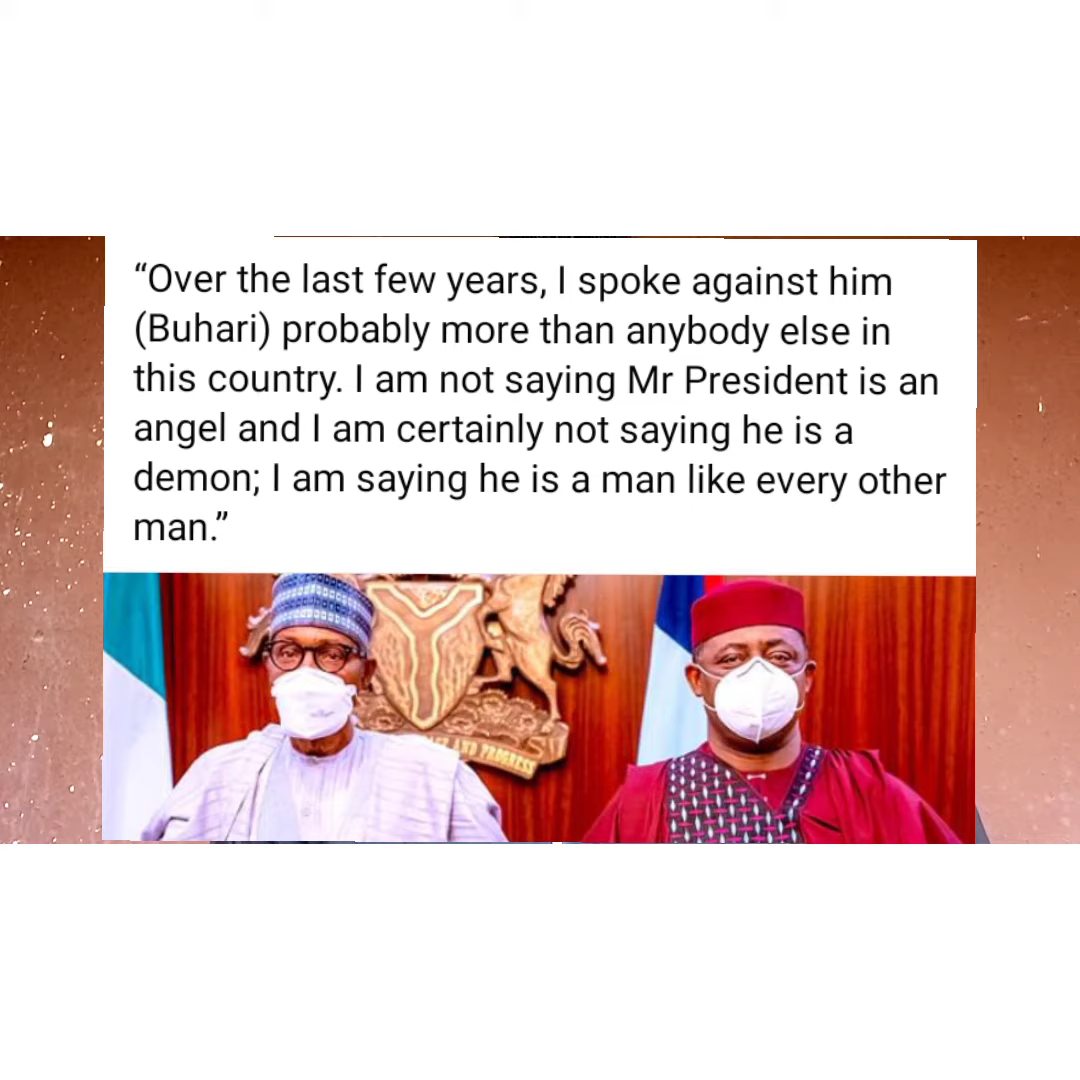 “Over the last few years, I spoke against him
(Buhari) probably more than anybody else in
this country. I am not saying Mr President is an
angel and I am certainly not saying he is a
demon; I am saying he is a man like every other
man.”
AND PROGRESS